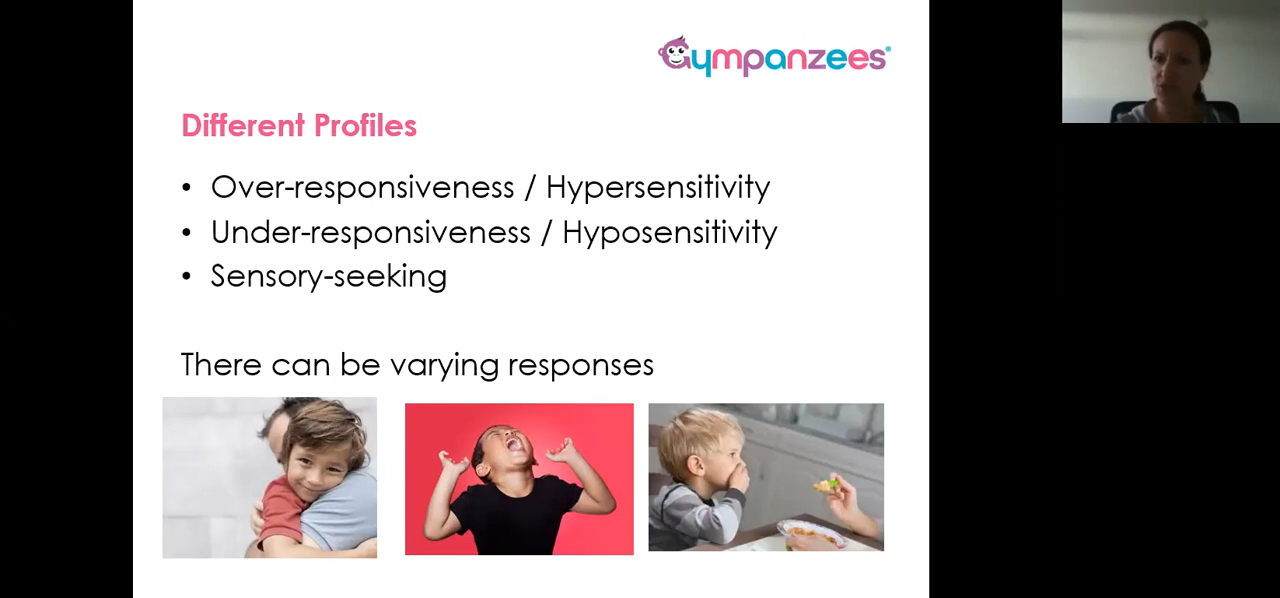 Gympanzees®
Different Profiles
• Over-responsiveness / Hypersensitivity
• Under-responsiveness / Hyposensitivity
• Sensory-seeking
There can be varying responses